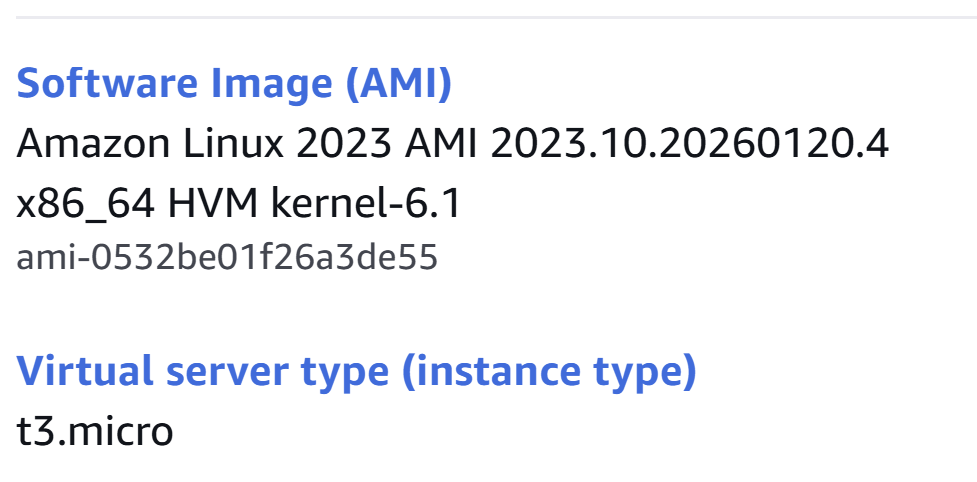 Software Image (AMI)
Amazon Linux 2023 AMI 2023.10.20260120.4
x86_64 HVM kernel-6.1
ami-0532be01f26a3de55
Virtual server type (instance type)
t3.micro